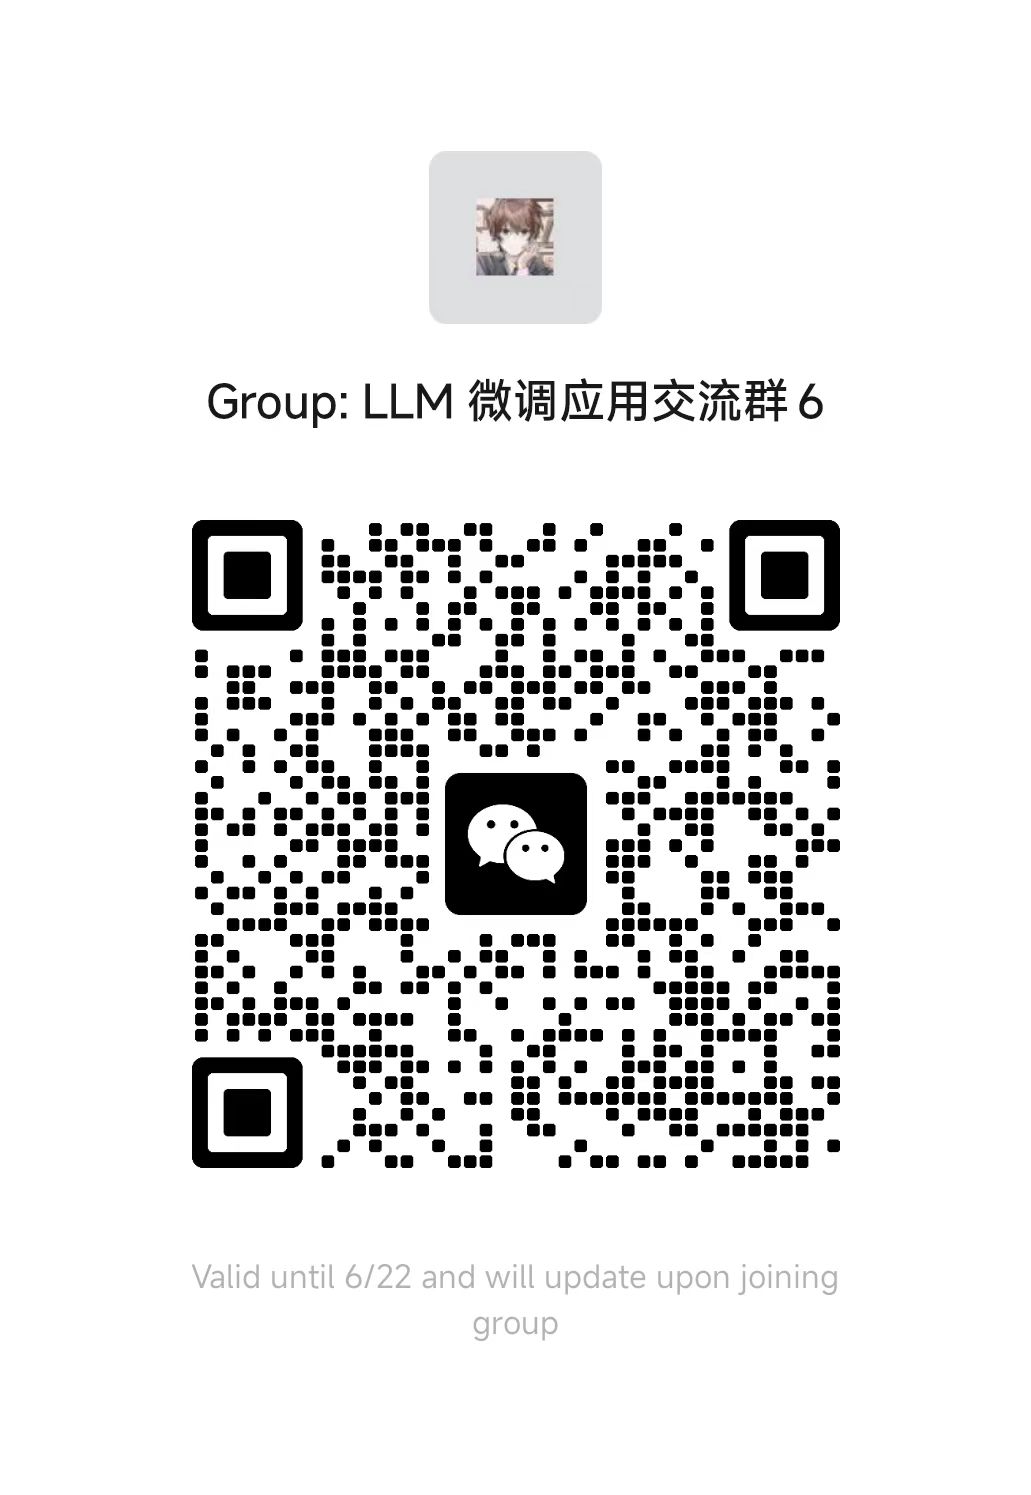 Group: LLM 微调应用交流群 6
Valid until 6/22 and will update upon joining
group